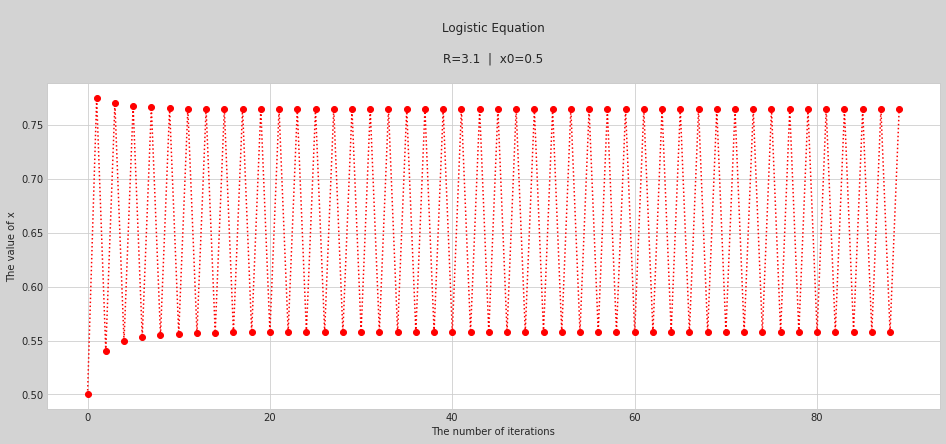 Logistic Equation
R=3.1 | x0=0.5
The value of x
0.75
0.70
0.65
0.60
0.55
0.50
0 20 40 60 80
The number of iterations